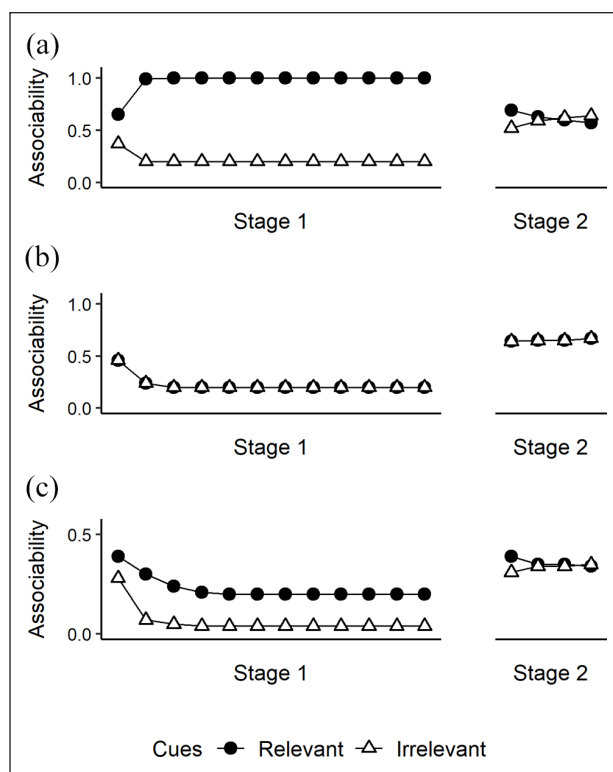 (a)
Associability
1.0
0.5
0.0
Stage 1
Stage 2
(b)
Associability
1.0
0.5
0.0
Stage 1
Stage 2
(c)
Associability
0.5
0.0
Stage 1
Stage 2
Cues Relevant Irrelevant